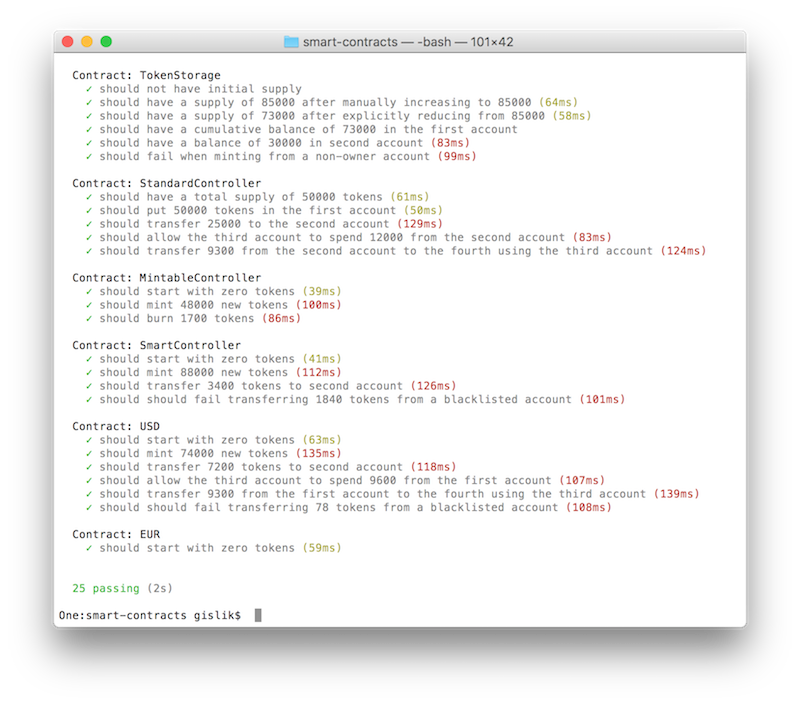 smart-contracts — -bash — 101×42
Contract: TokenStorage
✓ should not have initial supply
✓ should have a supply of 85000 after manually increasing to 85000 (64ms)
✓ should have a supply of 73000 after explicitly reducing from 85000 (58ms)
✓ should have a cumulative balance of 73000 in the first account
✓ should have a balance of 30000 in second account (83ms)
✓ should fail when minting from a non-owner account (99ms)
Contract: StandardController
✓ should have a total supply of 50000 tokens (61ms)
✓ should put 50000 tokens in the first account (50ms)
✓ should transfer 25000 to the second account (129ms)
✓ should allow the third account to spend 12000 from the second account (83ms)
✓ should transfer 9300 from the second account to the fourth using the third account (124ms)
Contract: MintableController
✓ should start with zero tokens (39ms)
✓ should mint 48000 new tokens (100ms)
✓ should burn 1700 tokens (86ms)
Contract: SmartController
✓ should start with zero tokens (41ms)
✓ should mint 88000 new tokens (112ms)
✓ should transfer 3400 tokens to second account (126ms)
✓ should should fail transferring 1840 tokens from a blacklisted account (101ms)
Contract: USD
✓ should start with zero tokens (63ms)
✓ should mint 74000 new tokens (135ms)
✓ should transfer 7200 tokens to second account (118ms)
✓ should allow the third account to spend 9600 from the first account (107ms)
✓ should transfer 9300 from the first account to the fourth using the third account (139ms)
✓ should should fail transferring 78 tokens from a blacklisted account (108ms)
Contract: EUR
✓ should start with zero tokens (59ms)
25 passing (2s)
One:smart-contracts gislik$